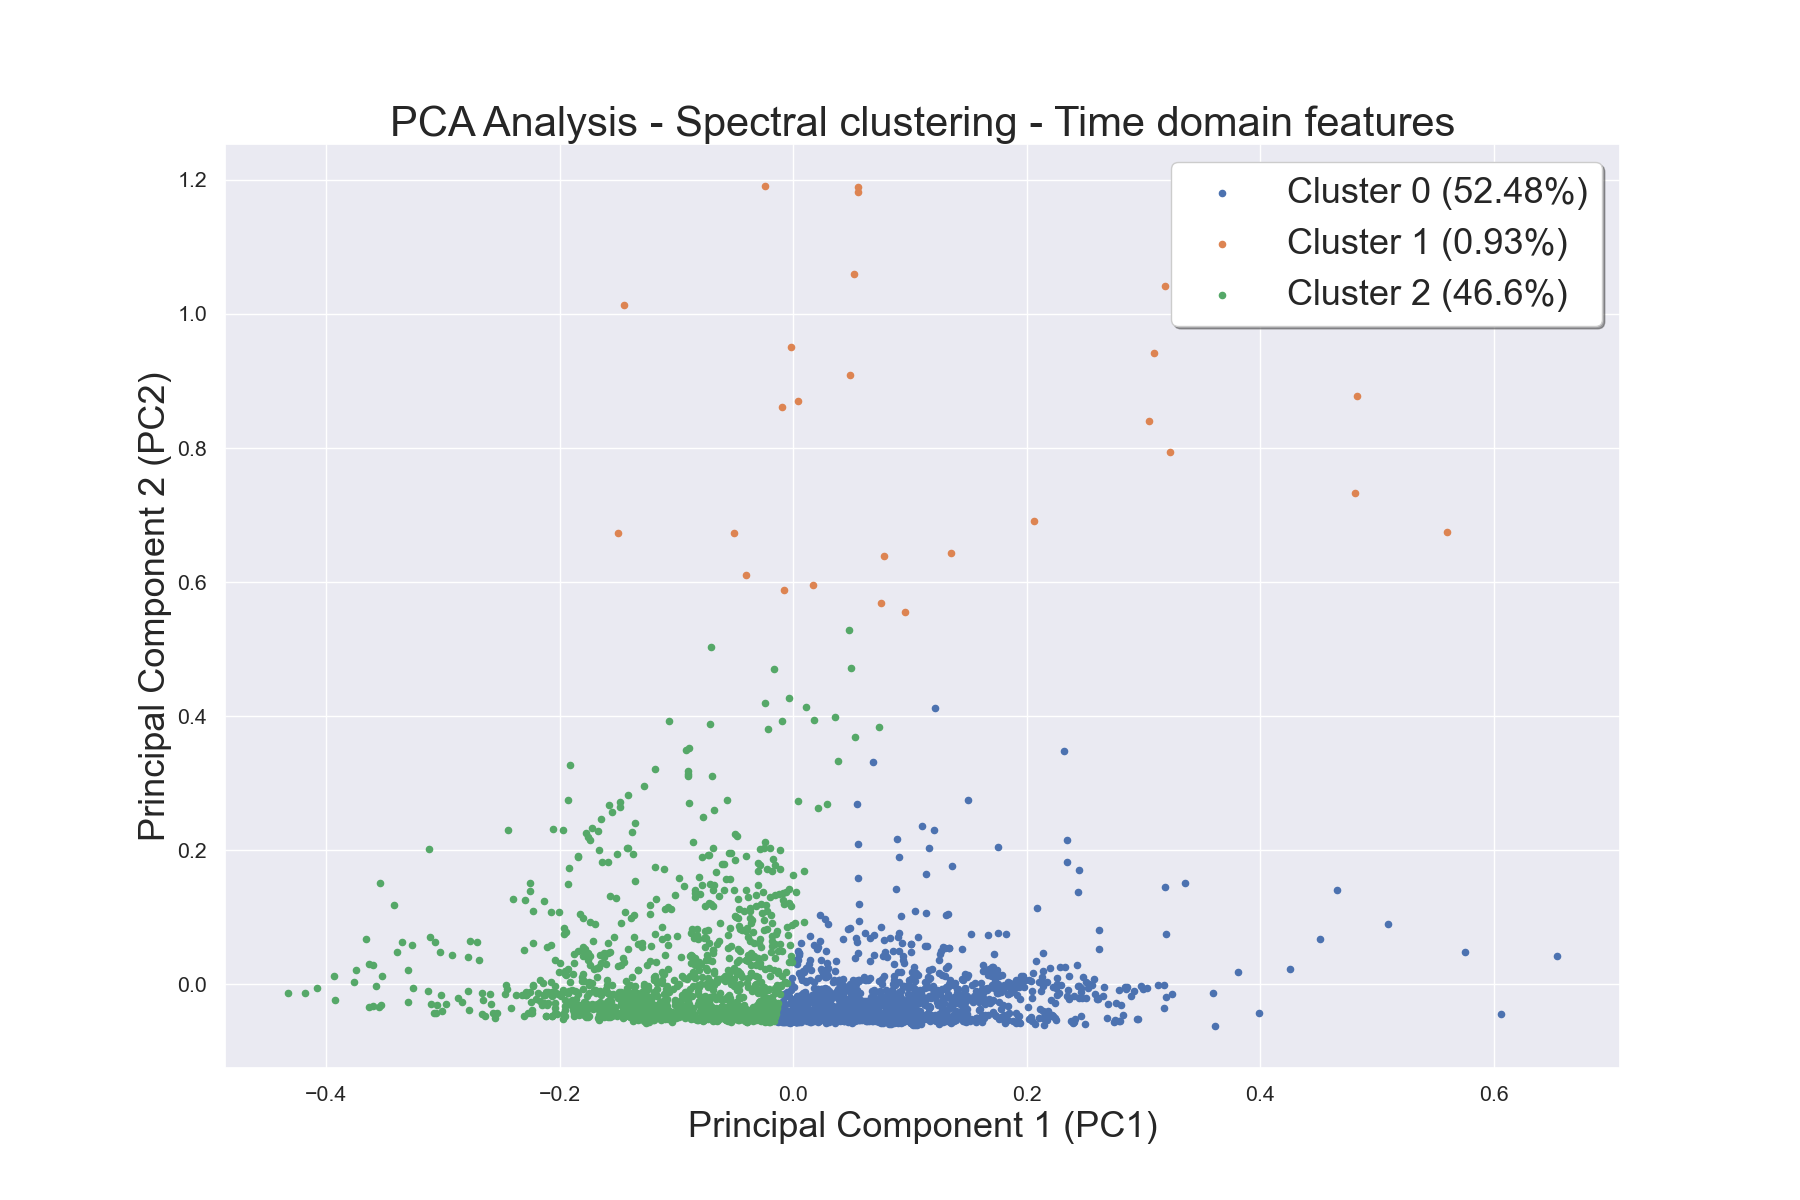 PCA Analysis - Spectral clustering - Time domain features
Cluster 0 (52.48%)
Cluster 1 (0.93%)
Cluster 2 (46.6%)
Principal Component 2 (PC2)
1.2
1.0
0.8
0.6
0.4
0.2
0.0
−0.4
−0.2
0.0
0.2
0.4
0.6
Principal Component 1 (PC1)